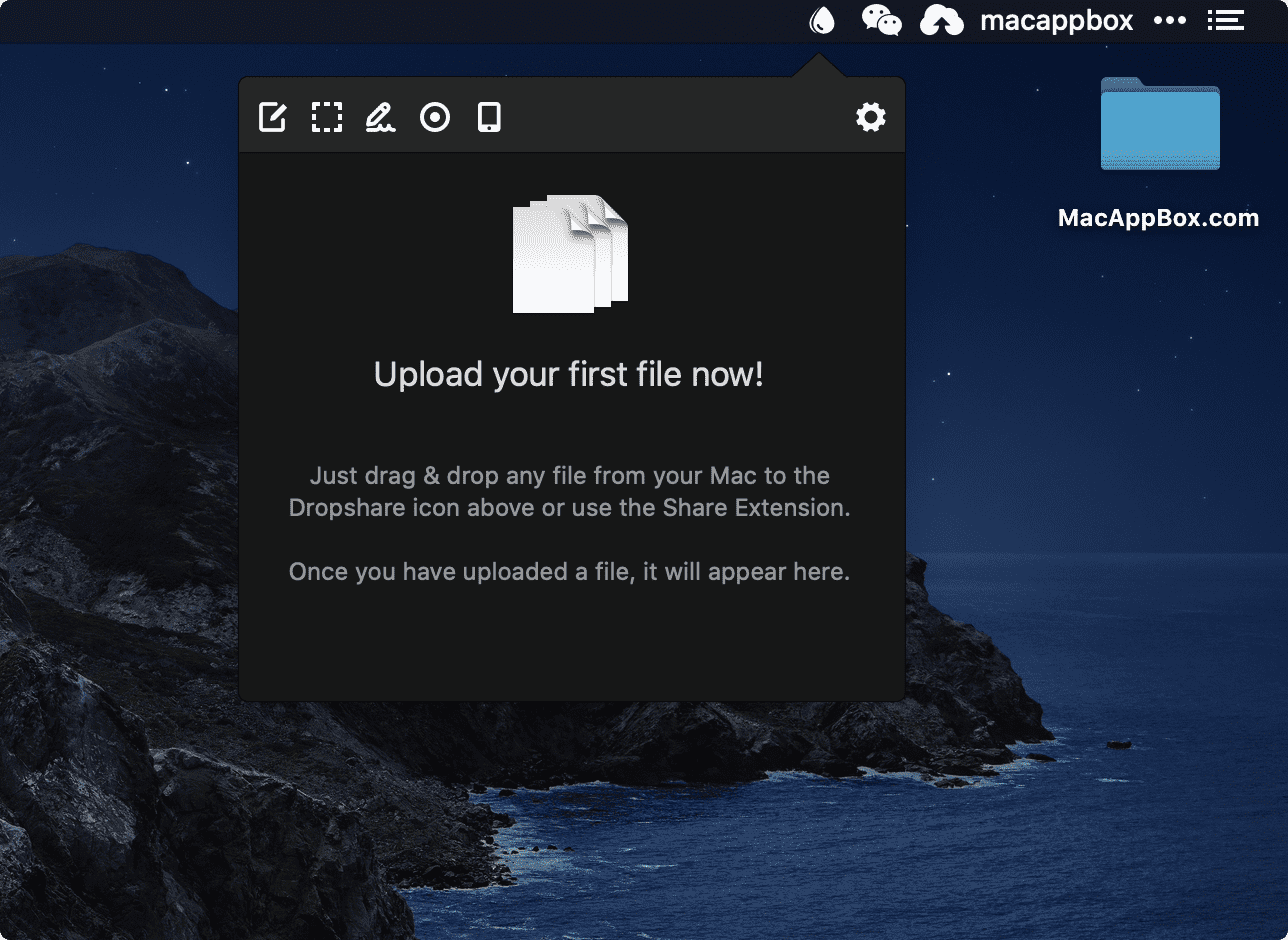 macappbox
MacAppBox.com
Upload your first file now!
Just drag & drop any file from your Mac to the
Dropshare icon above or use the Share Extension.
Once you have uploaded a file, it will appear here.